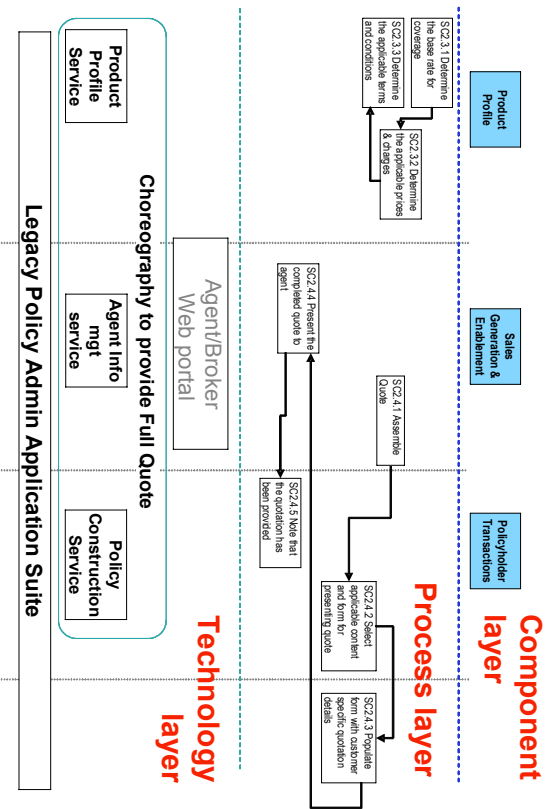 Component
layer
Product
Profile
Sales
Generation &
Enablement
Policyholder
Transactions
Process layer
SC2.3.1 Determine
the base rate for
coverage
SC2.3.2 Determine
the applicable prices
& charges
SC2.3.3 Determine
the applicable terms
and conditions
SC2.4.1 Assemble
Quote
SC2.4.2 Select
applicable content
and form for
presenting quote
SC2.4.3 Populate
form with customer
specific quotation
details
SC2.4.4 Present the
completed quote to
agent
SC2.4.5 Note that
the quotation has
been provided
Technology
layer
Agent/Broker
Web portal
Choreography to provide Full Quote
Product
Profile
Service
Agent Info
mgt
service
Policy
Construction
Service
Legacy Policy Admin Application Suite